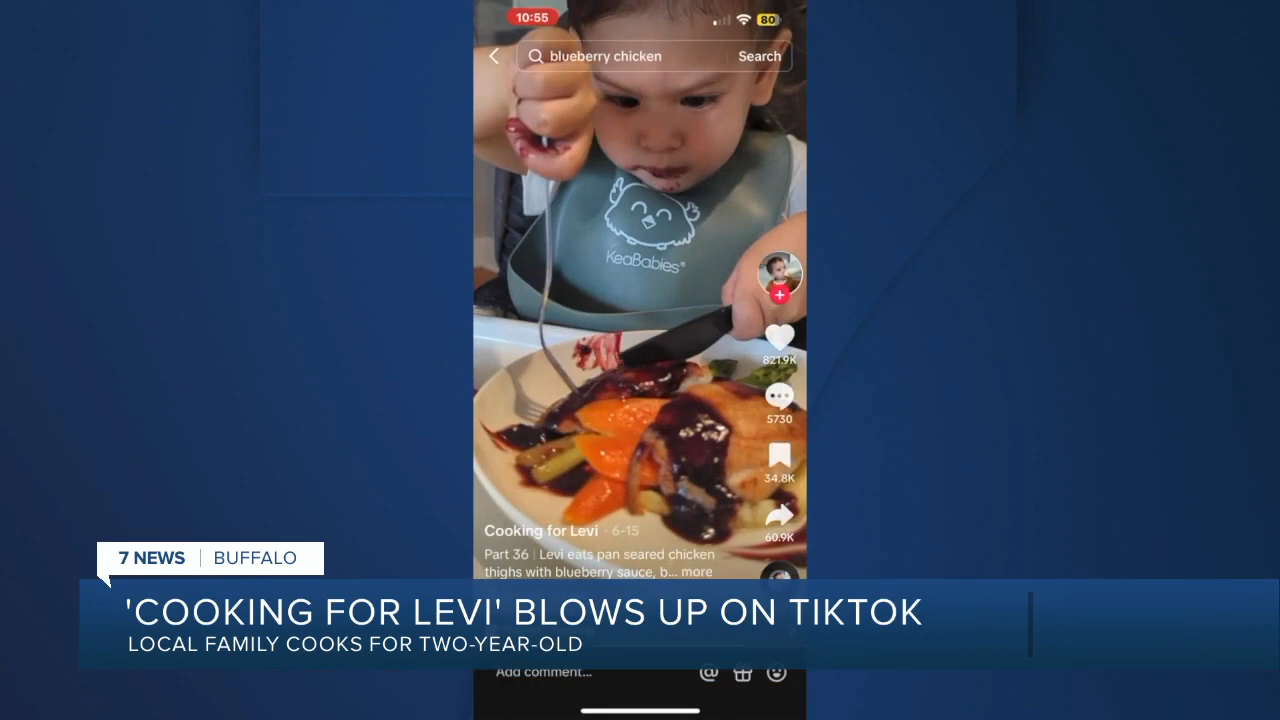 10:55
80
blueberry chicken
Search
KeaBabies®
821.9K
5730
34.8K
60.9K
Cooking for Levi · 6-15
Part 36 | Levi eats pan seared chicken
thighs with blueberry sauce, b... more
7 NEWS | BUFFALO
'COOKING FOR LEVI' BLOWS UP ON TIKTOK
LOCAL FAMILY COOKS FOR TWO-YEAR-OLD
Add comment...
@